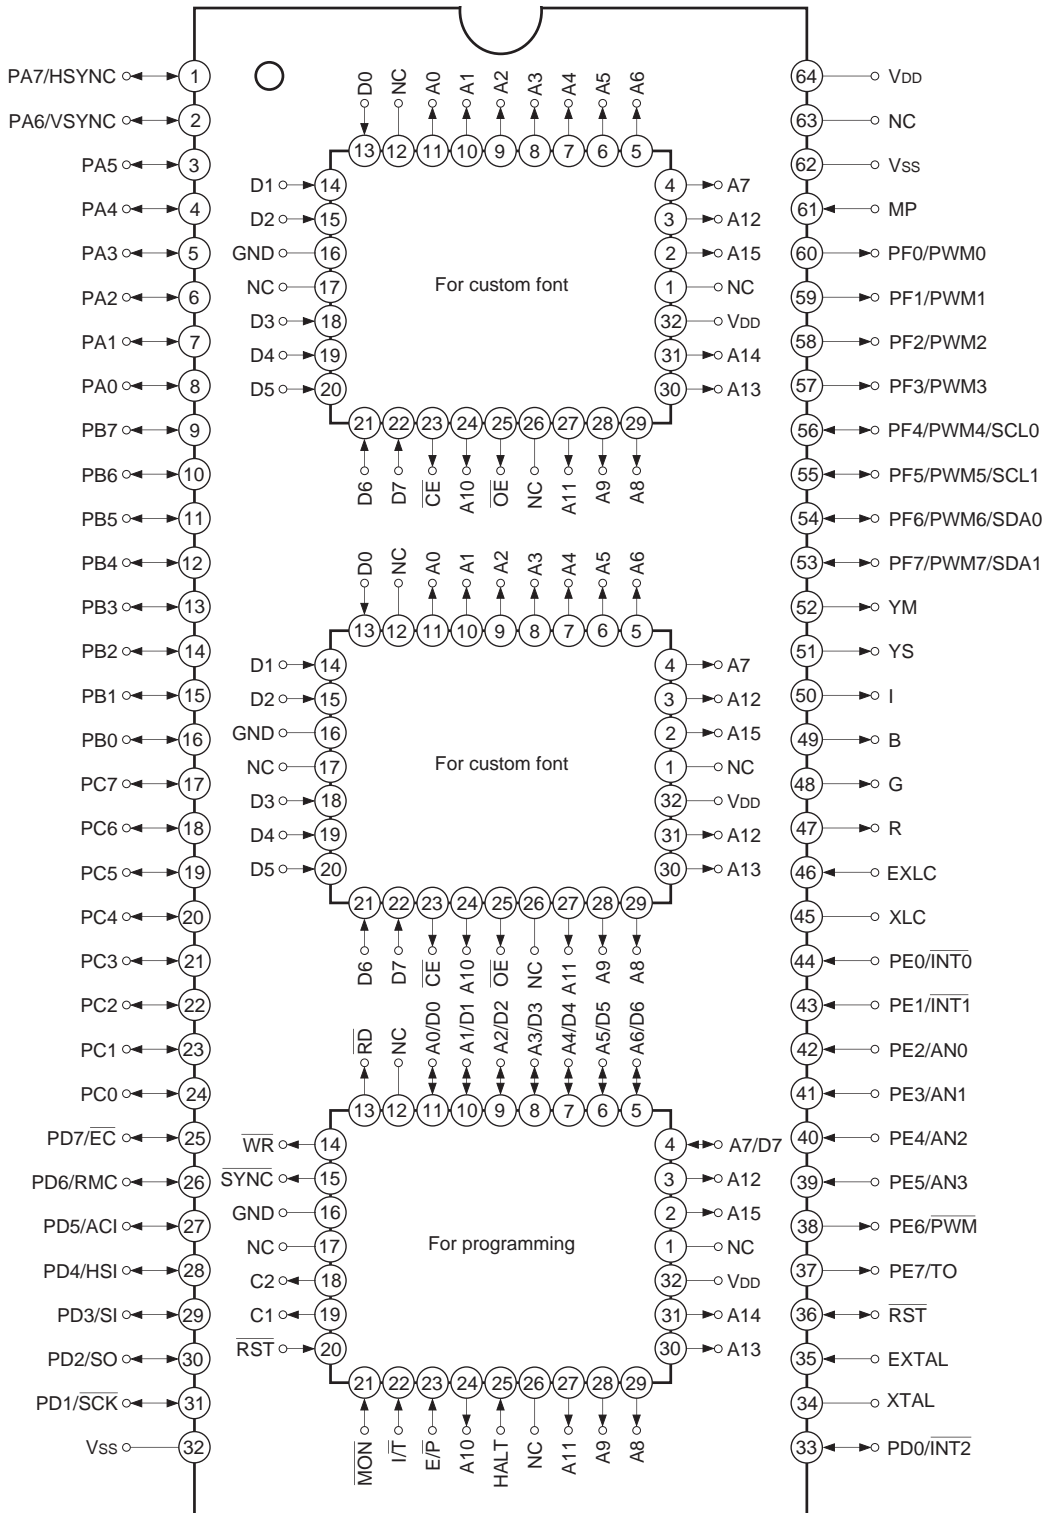 PA7/HSYNC 1
PA6/VSYNC 2
PA5 3
PA4 4
PA3 5
PA2 6
PA1 7
PA0 8
PB7 9
PB6 10
PB5 11
PB4 12
PB3 13
PB2 14
PB1 15
PB0 16
PC7 17
PC6 18
PC5 19
PC4 20
PC3 21
PC2 22
PC1 23
PC0 24
PD7/EC 25
PD6/RMC 26
PD5/ACI 27
PD4/HSI 28
PD3/SI 29
PD2/SO 30
PD1/SCK 31
Vss 32
D0 NC A0 A1 A2 A3 A4 A5 A6
13 12 11 10 9 8 7 6 5
D1 14
D2 15
GND 16
NC 17
D3 18
D4 19
D5 20
For custom font
4 A7
3 A12
2 A15
1 NC
32 VDD
31 A14
30 A13
21 22 23 24 25 26 27 28 29
D6 D7 CE A10 OE NC A11 A9 A8
D0 NC A0 A1 A2 A3 A4 A5 A6
13 12 11 10 9 8 7 6 5
D1 14
D2 15
GND 16
NC 17
D3 18
D4 19
D5 20
For custom font
4 A7
3 A12
2 A15
1 NC
32 VDD
31 A12
30 A13
21 22 23 24 25 26 27 28 29
D6 D7 CE A10 OE NC A11 A9 A8
RD NC A0/D0 A1/D1 A2/D2 A3/D3 A4/D4 A5/D5 A6/D6
13 12 11 10 9 8 7 6 5
WR 14
SYNC 15
GND 16
NC 17
C2 18
C1 19
RST 20
For programming
4 A7/D7
3 A12
2 A15
1 NC
32 VDD
31 A14
30 A13
21 22 23 24 25 26 27 28 29
MON I/T E/P A10 HALT NC A11 A9 A8
64 VDD
63 NC
62 Vss
61 MP
60 PF0/PWM0
59 PF1/PWM1
58 PF2/PWM2
57 PF3/PWM3
56 PF4/PWM4/SCL0
55 PF5/PWM5/SCL1
54 PF6/PWM6/SDA0
53 PF7/PWM7/SDA1
52 YM
51 YS
50 I
49 B
48 G
47 R
46 EXLC
45 XLC
44 PE0/INT0
43 PE1/INT1
42 PE2/AN0
41 PE3/AN1
40 PE4/AN2
39 PE5/AN3
38 PE6/PWM
37 PE7/TO
36 RST
35 EXTAL
34 XTAL
33 PD0/INT2